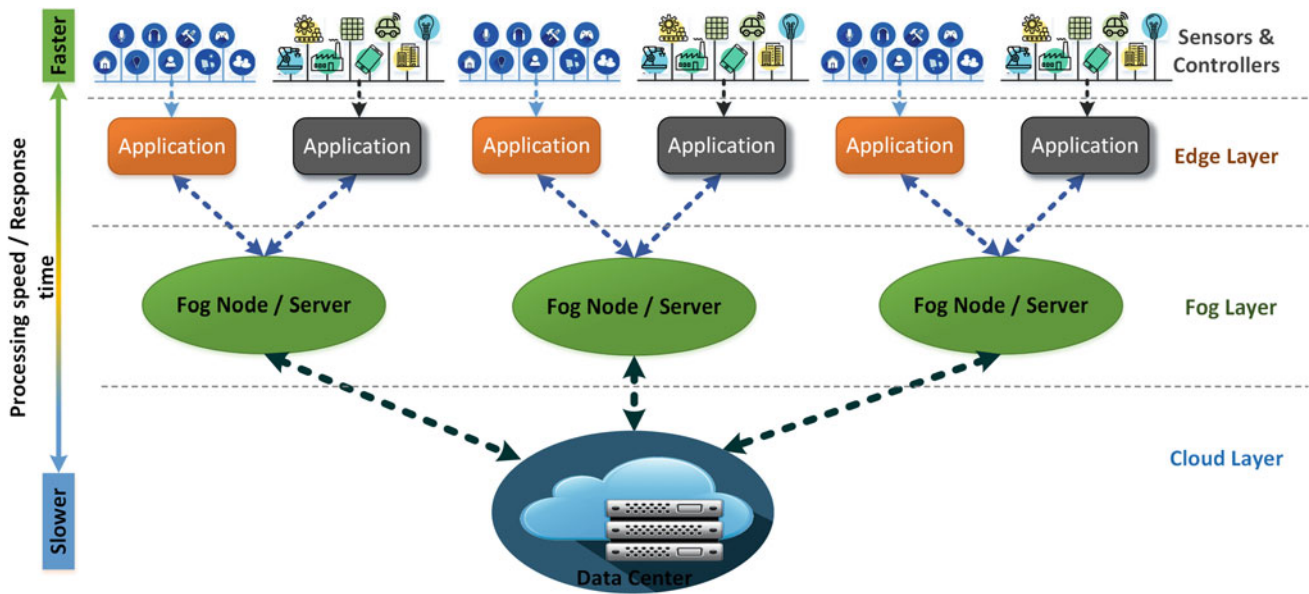 Faster
Sensors &
Controllers
Application
Application
Application
Application
Application
Application
Edge Layer
Processing speed / Response
time
Fog Node / Server
Fog Node / Server
Fog Node / Server
Fog Layer
Cloud Layer
Slower
Data Center